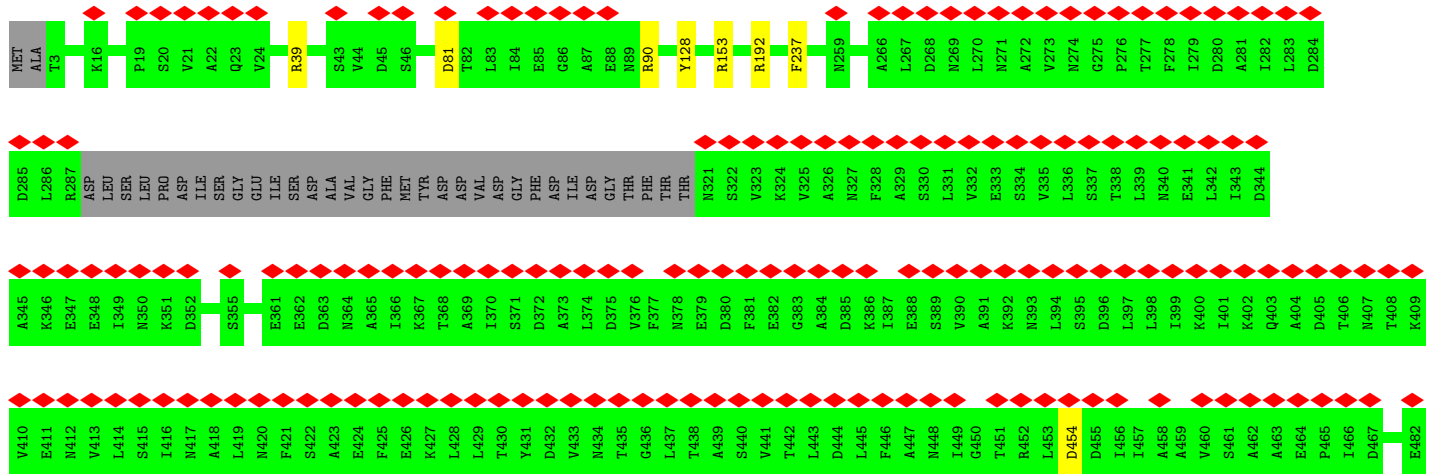 MET ALA T3 K16 P19 S20 V21 A22 Q23 V24 R39 S43 V44 D45 S46 D81 T82 L83 I84 E85 G86 A87 E88 N89 R90 Y128 R153 R192 F237 N259 A266 L267 D268 N269 L270 N271 A272 V273 N274 G275 P276 T277 F278 I279 D280 A281 I282 L283 D284
D285 L286 R287 ASP LEU SER LEU PRO ASP ILE SER GLY GLU ILE SER ASP ALA VAL GLY PHE MET TYR ASP ASP VAL ASP GLY PHE ASP ILE ASP GLY THR PHE THR THR N321 S322 V323 K324 V325 A326 N327 F328 A329 S330 L331 V332 E333 S334 V335 L336 S337 T338 L339 N340 E341 L342 I343 D344
A345 K346 E347 E348 I349 N350 K351 D352 S355 E361 E362 D363 N364 A365 I366 K367 T368 A369 I370 S371 D372 A373 L374 D375 V376 F377 N378 E379 D380 F381 E382 G383 A384 D385 K386 I387 E388 S389 V390 A391 K392 N393 L394 S395 D396 L397 L398 I399 K400 I401 K402 Q403 A404 D405 T406 N407 T408 K409
V410 E411 N412 V413 L414 S415 I416 N417 A418 L419 N420 F421 S422 A423 E424 F425 E426 K427 L428 L429 T430 Y431 D432 V433 N434 T435 G436 L437 T438 A439 S440 V441 T442 L443 D444 L445 F446 A447 N448 I449 G450 T451 R452 L453 D454 D455 I456 I457 A458 A459 V460 S461 A462 A463 E464 P465 I466 D467 E482